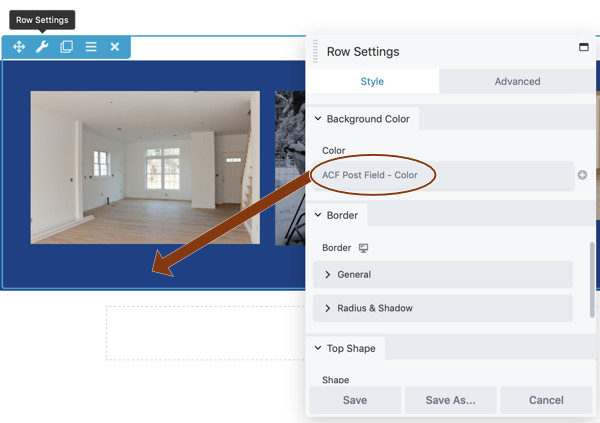 Row Settings
Row Settings
Style
Advanced
Background Color
Color
ACF Post Field - Color
Border
Border
General
Radius & Shadow
Top Shape
Shape
Save
Save As...
Cancel